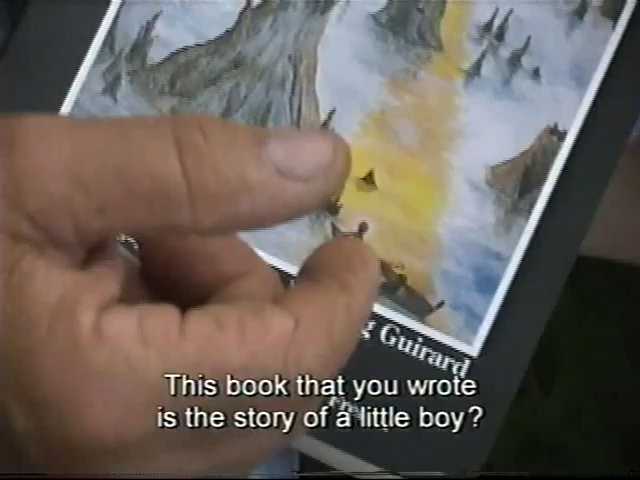 g Guirard
This book that you wrote
is the story of a little boy?